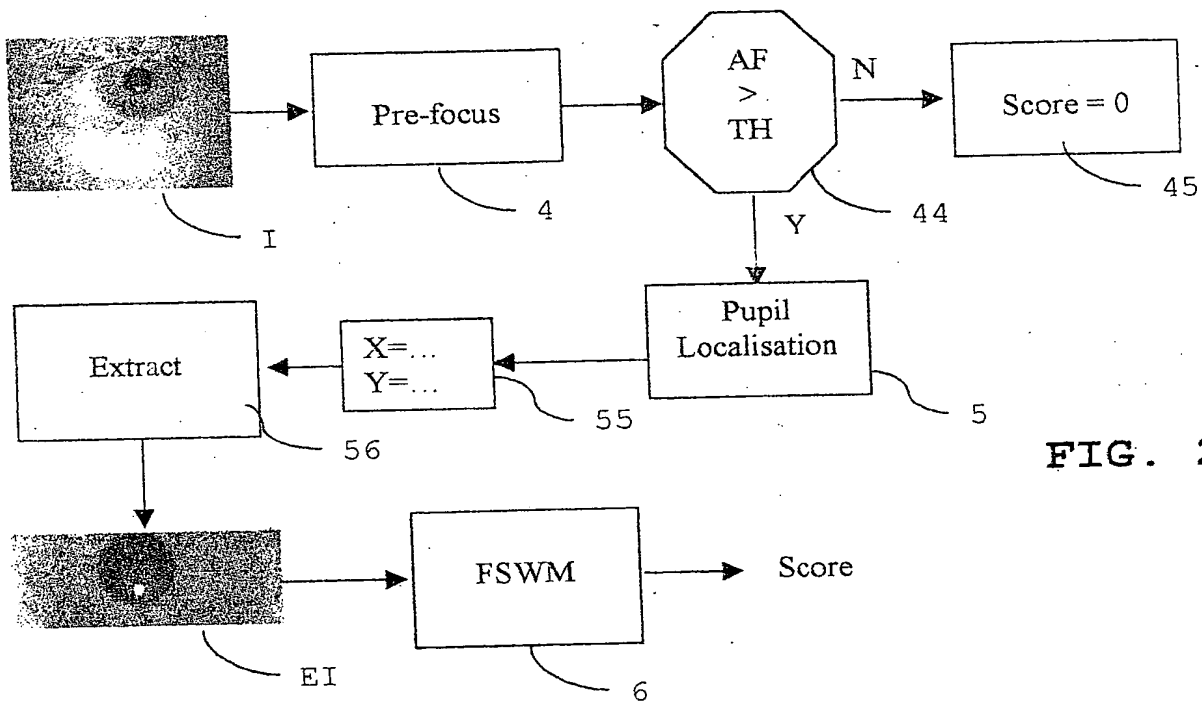 Pre-focus
AF
>
TH
N
Score = 0
I
4
44
45
Y
Extract
X=...
Y=...
Pupil
Localisation
56
55
5
FIG.
FSWM
Score
EI
6